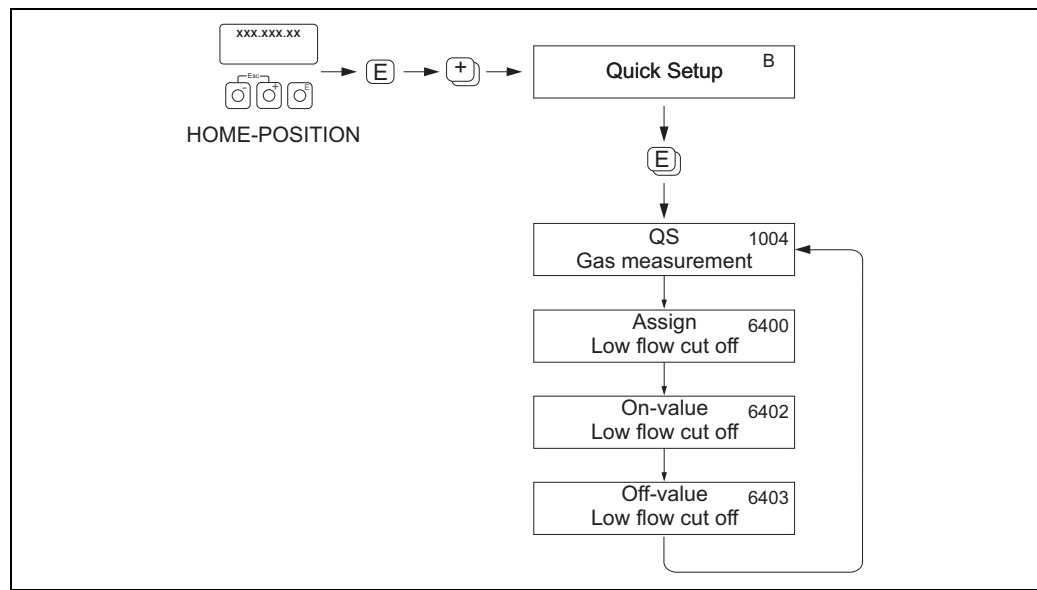 xxx.xxx.xx
Esc
- + E
E
+
Quick Setup B
HOME-POSITION
E
QS 1004
Gas measurement
Assign 6400
Low flow cut off
On-value 6402
Low flow cut off
Off-value 6403
Low flow cut off